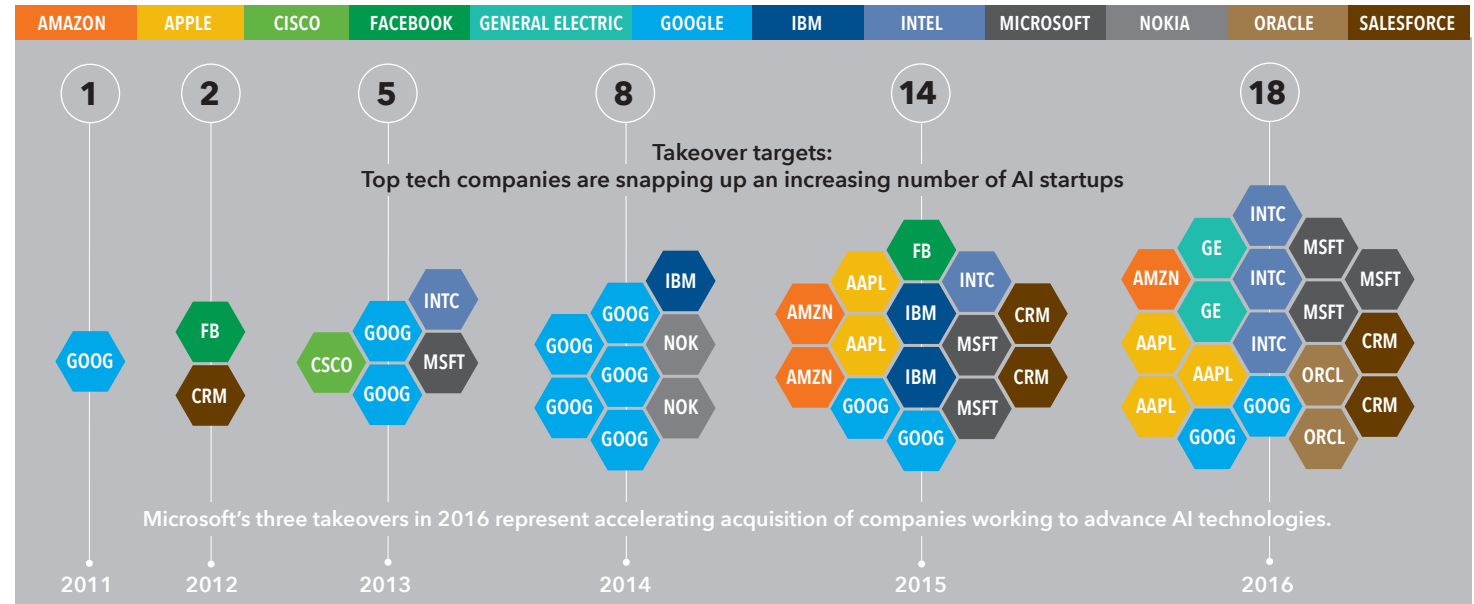 AMAZON APPLE CISCO FACEBOOK GENERAL ELECTRIC GOOGLE IBM INTEL MICROSOFT NOKIA ORACLE SALESFORCE
1 2 5 8 14 18
Takeover targets:
Top tech companies are snapping up an increasing number of AI startups
GOOG
FB
CRM
INTC
GOOG
CSCO
MSFT
GOOG
IBM
GOOG
GOOG
NOK
GOOG
GOOG
NOK
GOOG
FB
AAPL
INTC
AMZN
IBM
CRM
AAPL
MSFT
AMZN
IBM
CRM
GOOG
MSFT
GOOG
INTC
GE
MSFT
AMZN
INTC
MSFT
GE
MSFT
AAPL
INTC
CRM
AAPL
ORCL
AAPL
GOOG
CRM
GOOG
ORCL
Microsoft's three takeovers in 2016 represent accelerating acquisition of companies working to advance AI technologies.
2011 2012 2013 2014 2015 2016